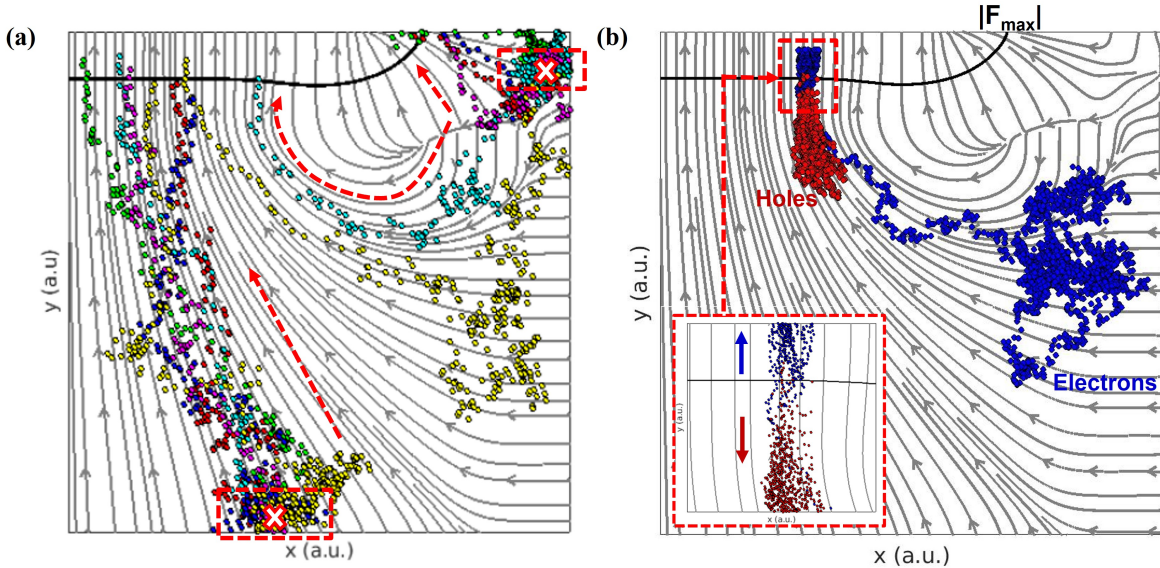 (a)
y (a.u)
x (a.u.)
(b)
|Fmax|
Holes
Electrons
y (a.u.)
x (a.u.)
y (a.u.)
x (a.u.)